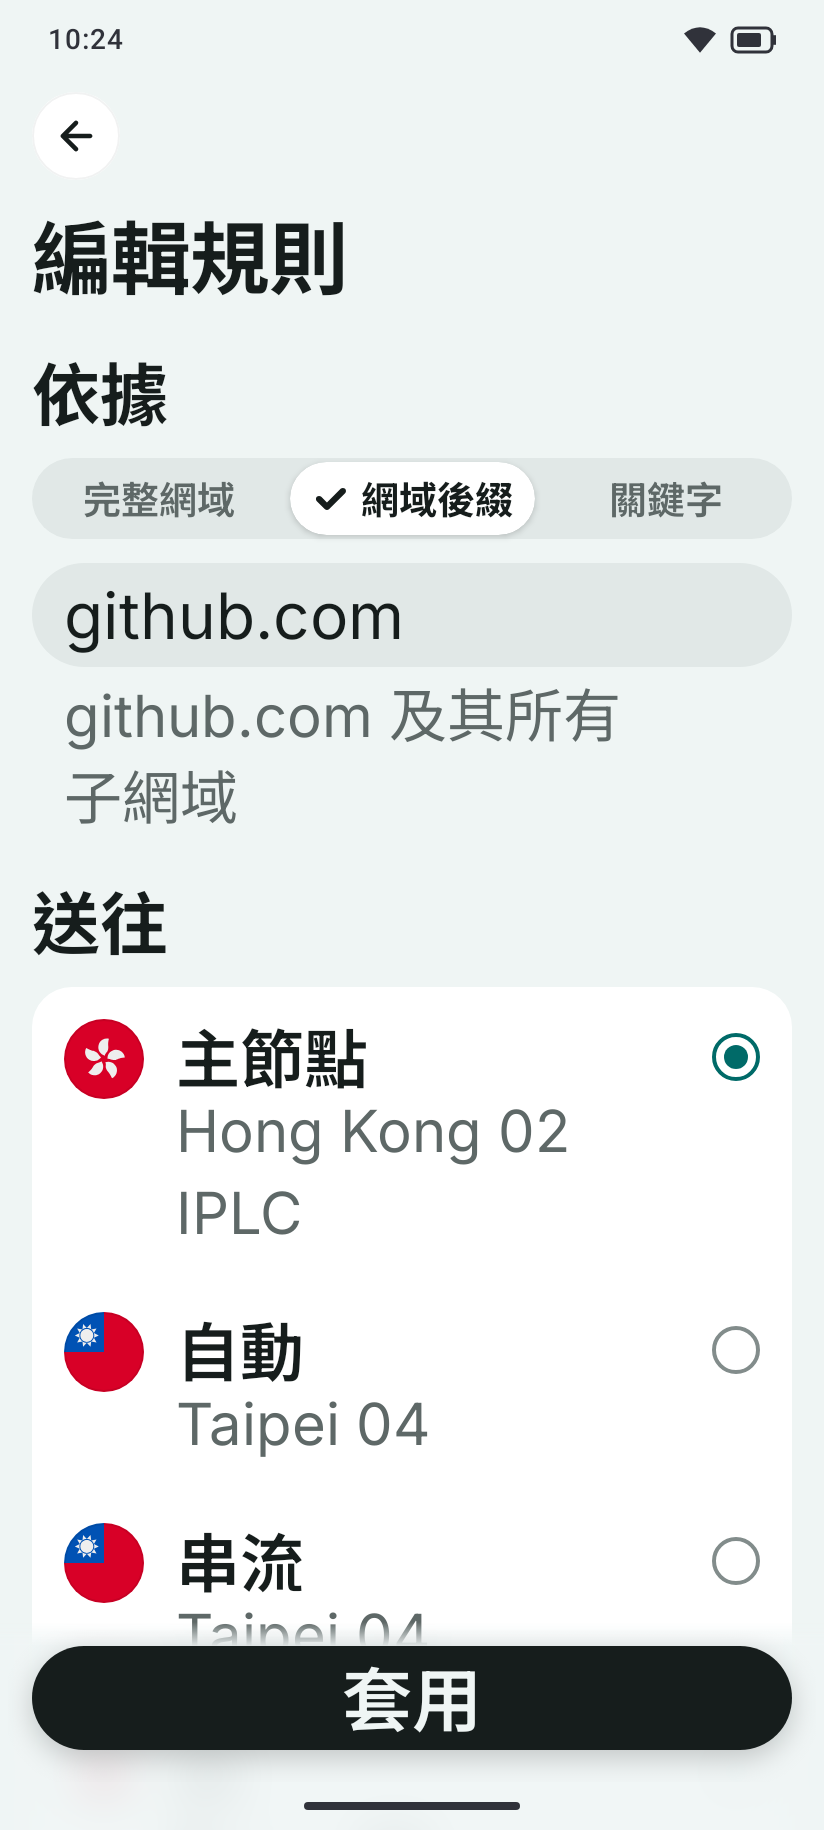 10:24
編輯規則
依據
完整網域
網域後綴
關鍵字
github.com
github.com 及其所有
子網域
送往
主節點
Hong Kong 02
IPLC
自動
Taipei 04
串流
Taipei 04
套用